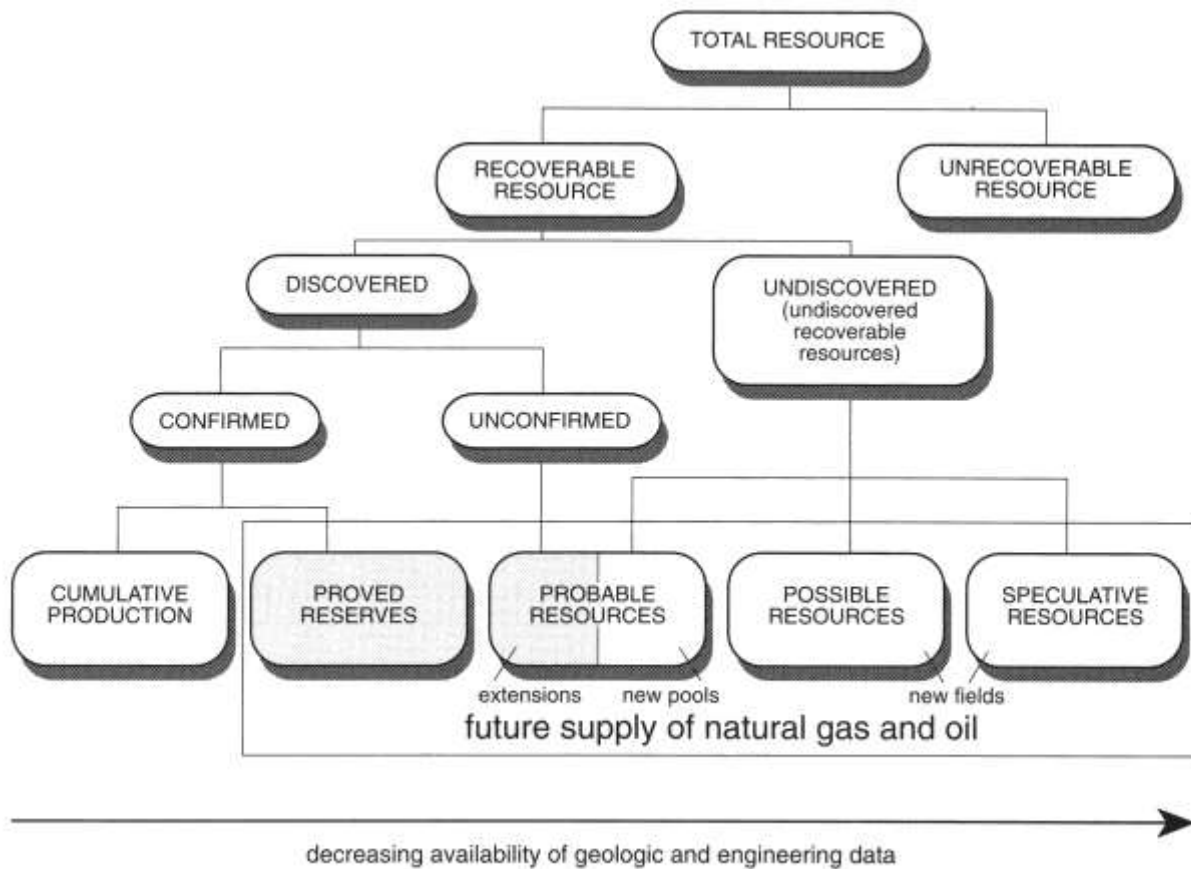 TOTAL RESOURCE
RECOVERABLE
RESOURCE
UNRECOVERABLE
RESOURCE
DISCOVERED
UNDISCOVERED
(undiscovered
recoverable
resources)
CONFIRMED
UNCONFIRMED
CUMULATIVE
PRODUCTION
PROVED
RESERVES
PROBABLE
RESOURCES
POSSIBLE
RESOURCES
SPECULATIVE
RESOURCES
extensions
new pools
new fields
future supply of natural gas and oil
decreasing availability of geologic and engineering data